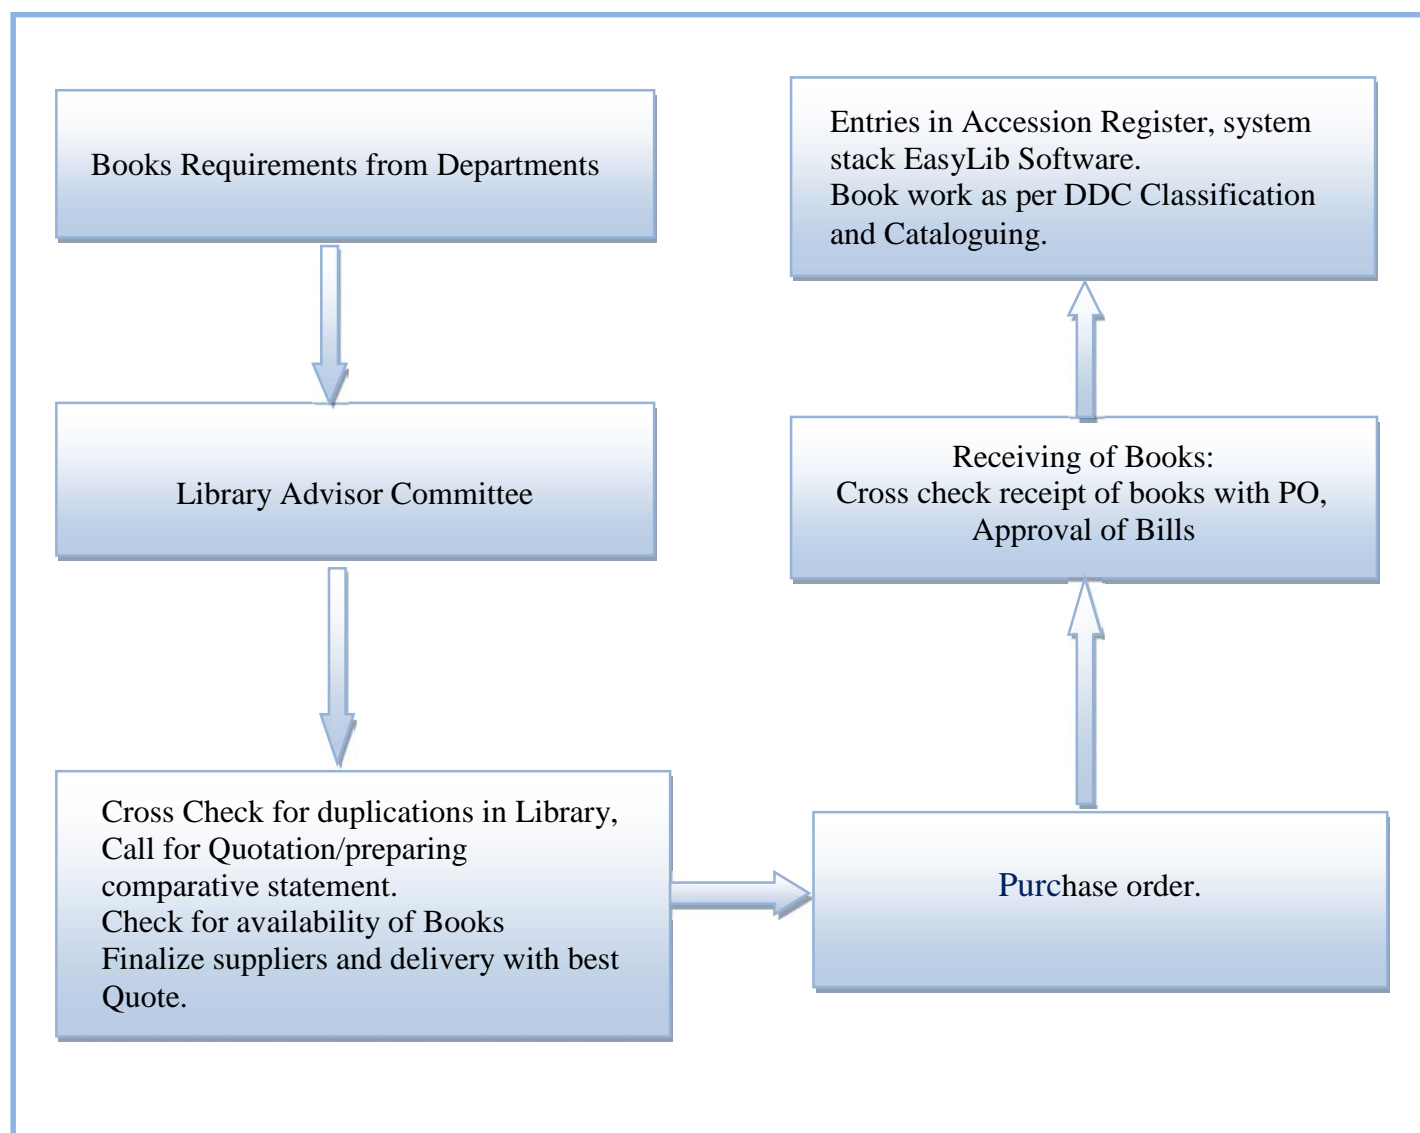 Books Requirements from Departments
Library Advisor Committee
Cross Check for duplications in Library,
Call for Quotation/preparing
comparative statement.
Check for availability of Books
Finalize suppliers and delivery with best
Quote.
Purchase order.
Receiving of Books:
Cross check receipt of books with PO,
Approval of Bills
Entries in Accession Register, system
stack EasyLib Software.
Book work as per DDC Classification
and Cataloguing.